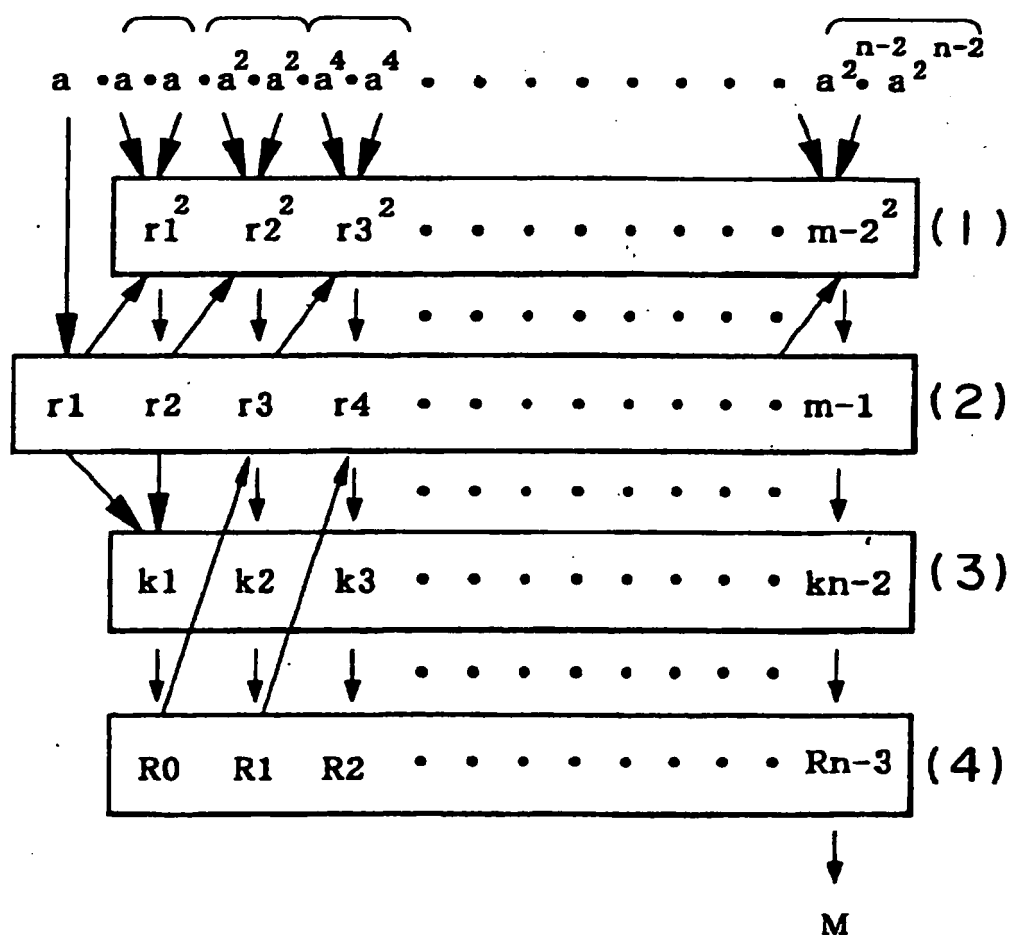 a ·a·a·a²·a²·a⁴·a⁴ · · · · · · · · a²ⁿ⁻²· a²ⁿ⁻²
r1² r2² r3² · · · · · · · · m-2² (1)
· · · · · · · ·
r1 r2 r3 r4 · · · · · · · · m-1 (2)
· · · · · · · ·
k1 k2 k3 · · · · · · · · kn-2 (3)
· · · · · · · ·
R0 R1 R2 · · · · · · · · Rn-3 (4)
M